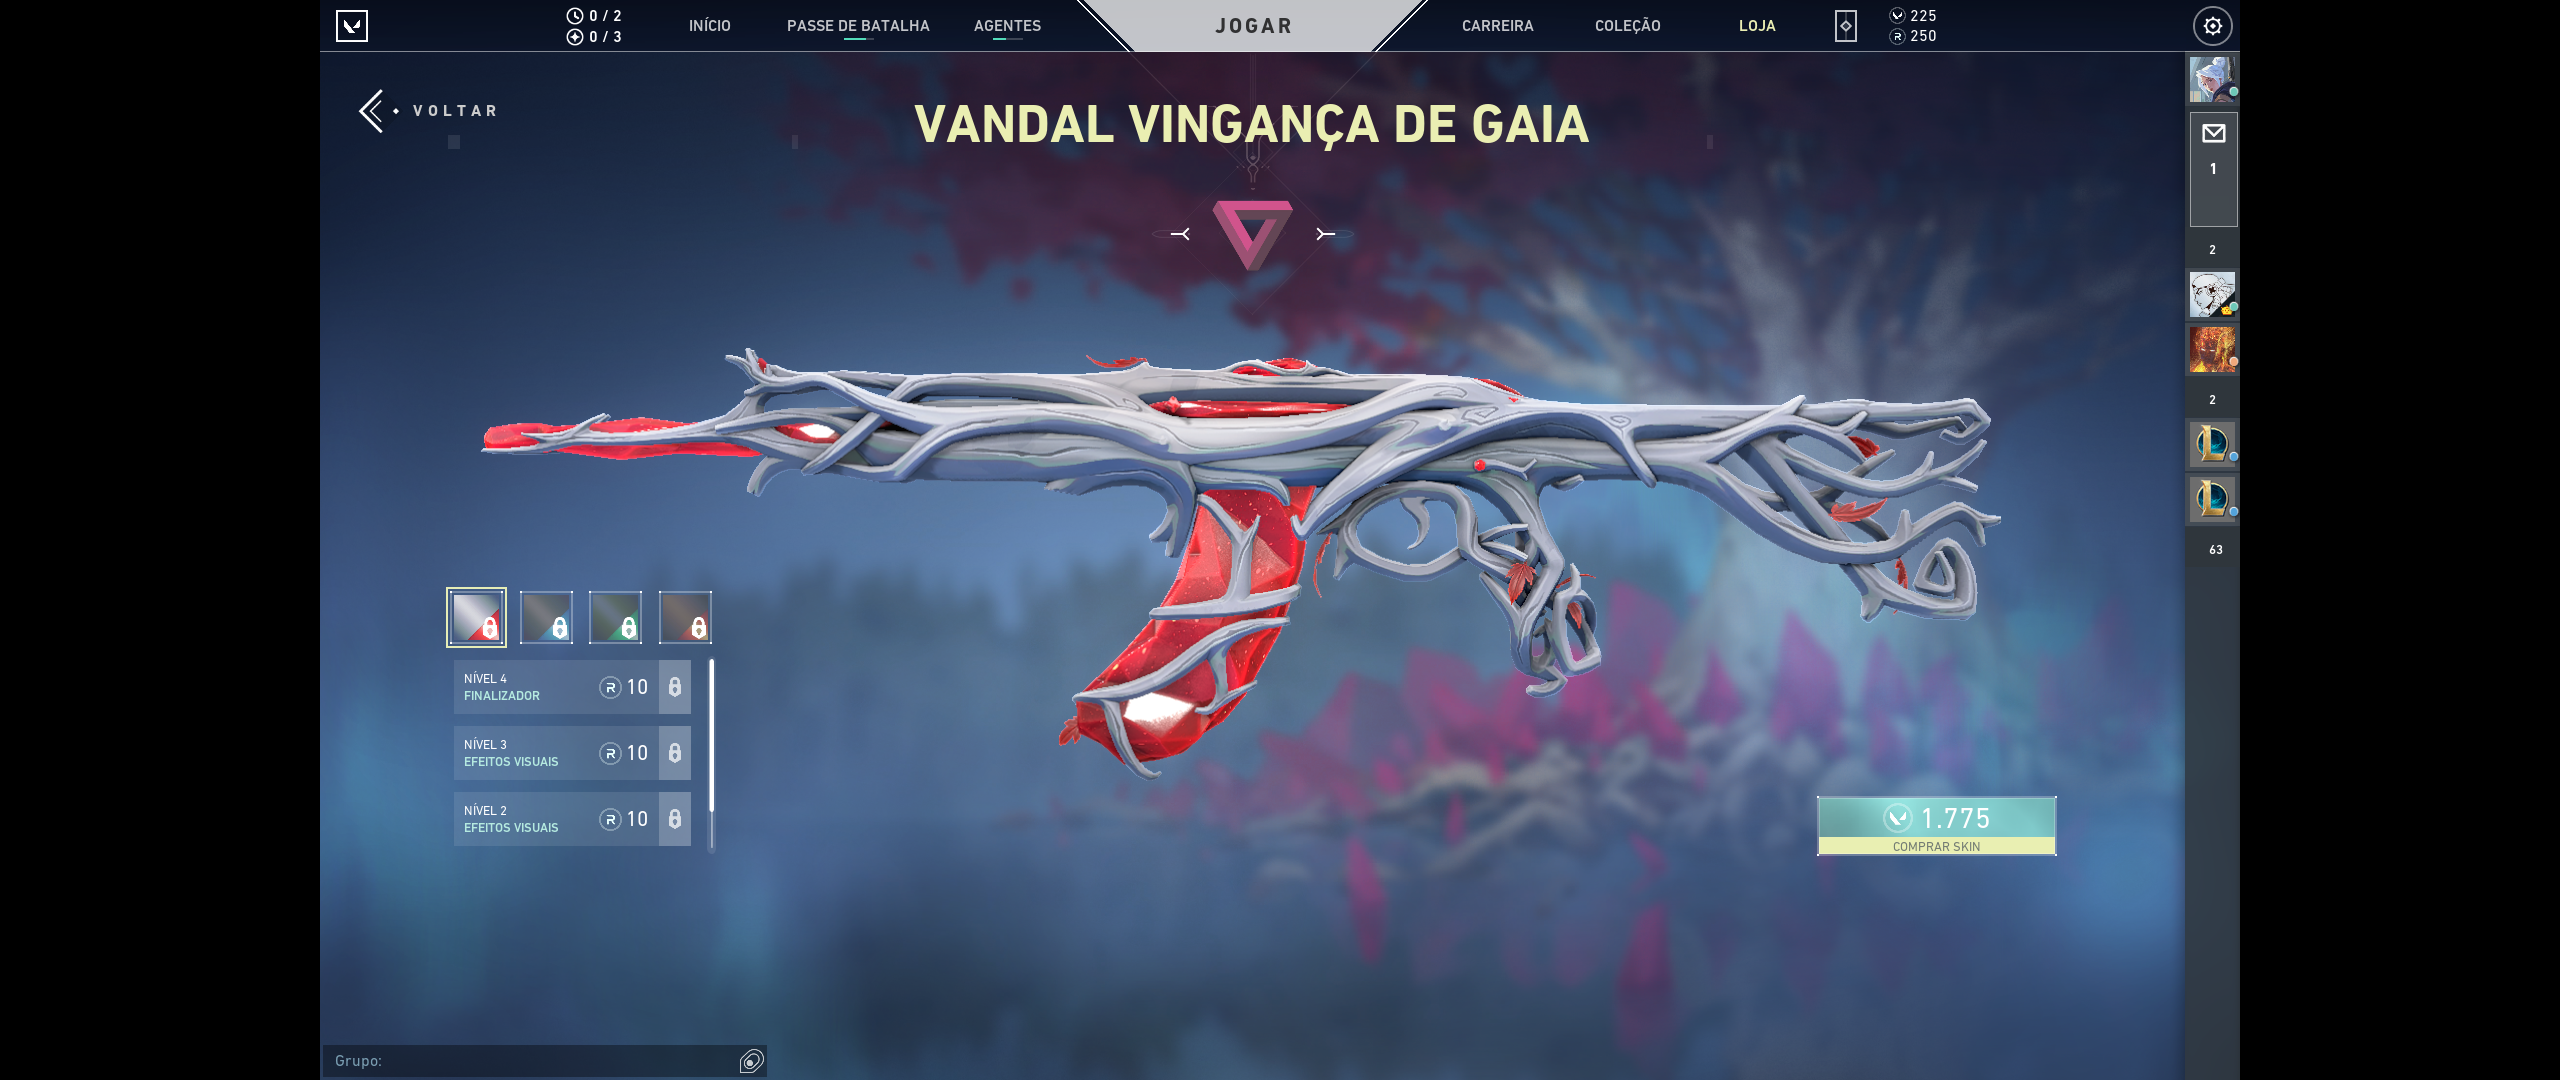 0 / 2
0 / 3
INÍCIO
PASSE DE BATALHA
AGENTES
JOGAR
CARREIRA
COLEÇÃO
LOJA
225
250
VOLTAR
VANDAL VINGANÇA DE GAIA
1
2
2
63
NÍVEL 4
FINALIZADOR
R 10
NÍVEL 3
EFEITOS VISUAIS
R 10
NÍVEL 2
EFEITOS VISUAIS
R 10
1.775
COMPRAR SKIN
Grupo: